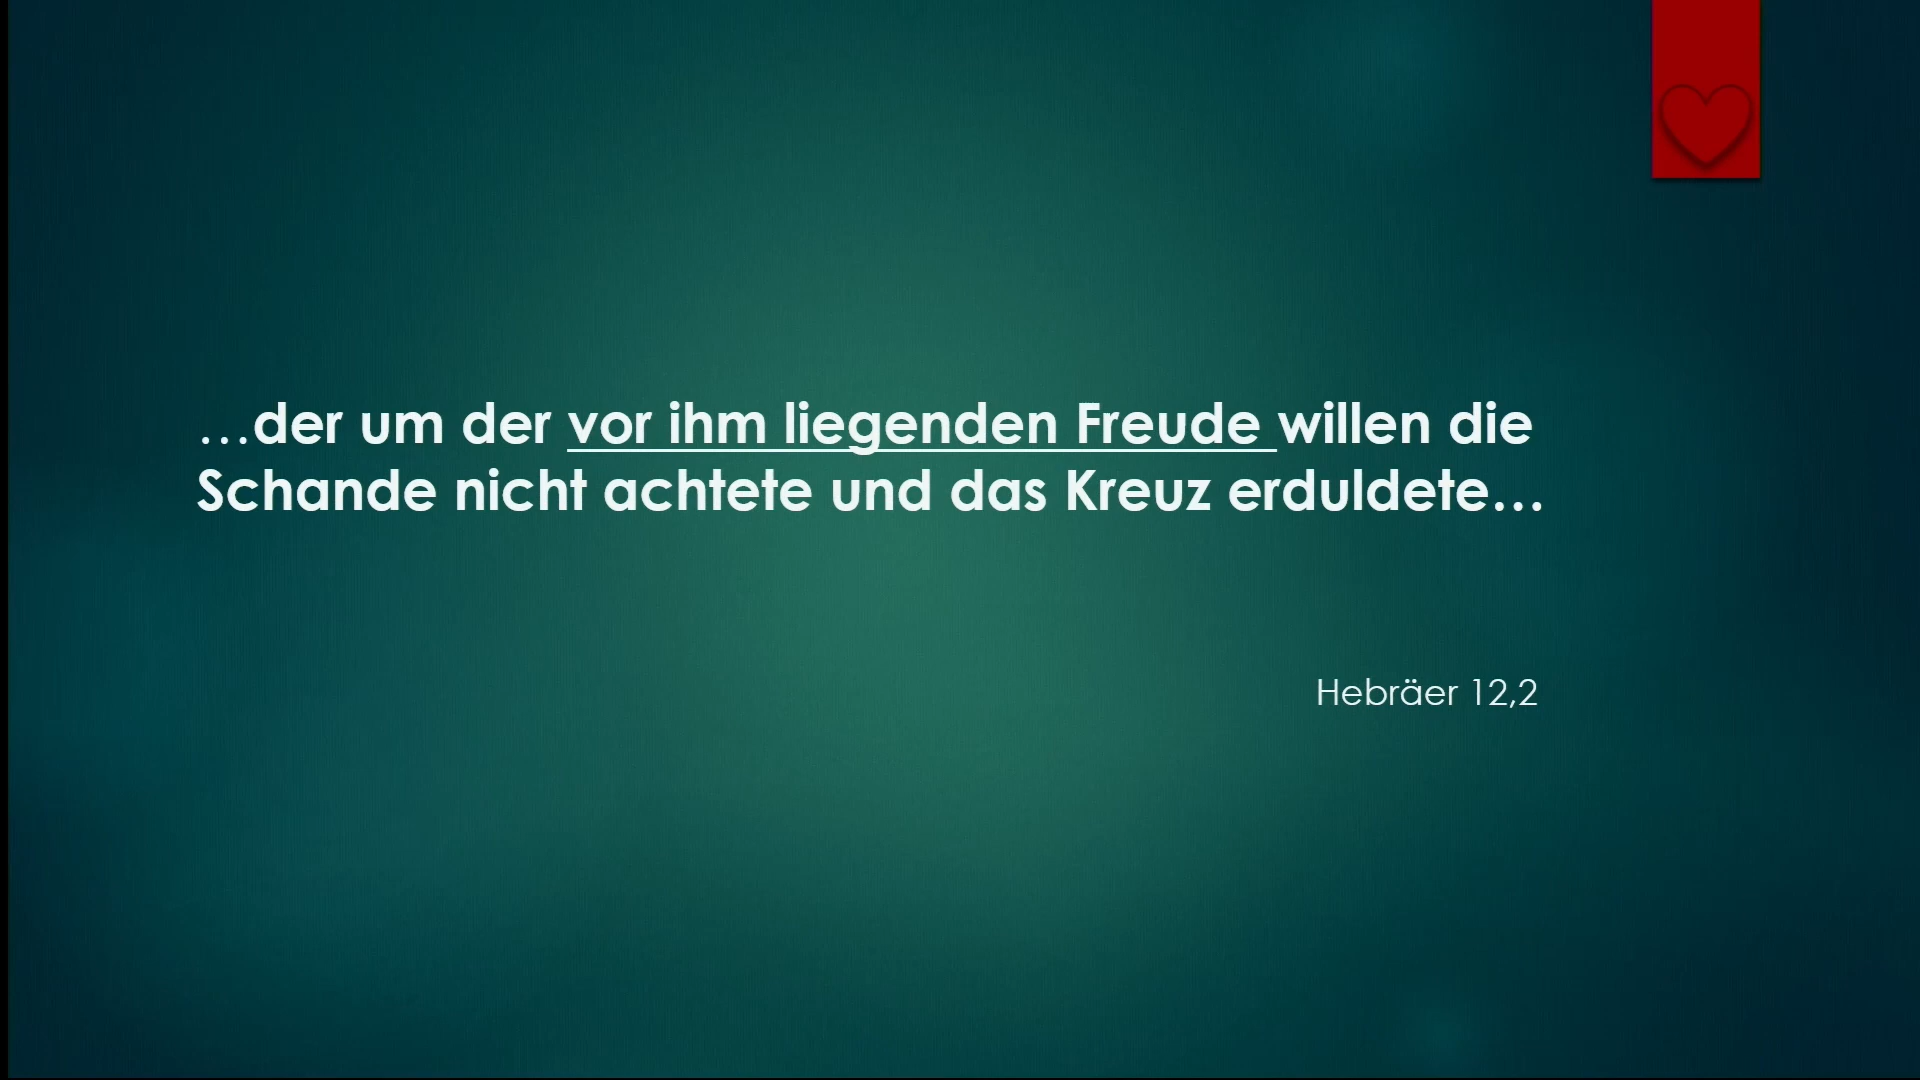 …der um der vor ihm liegenden Freude willen die
Schande nicht achtete und das Kreuz erduldete…
Hebräer 12,2